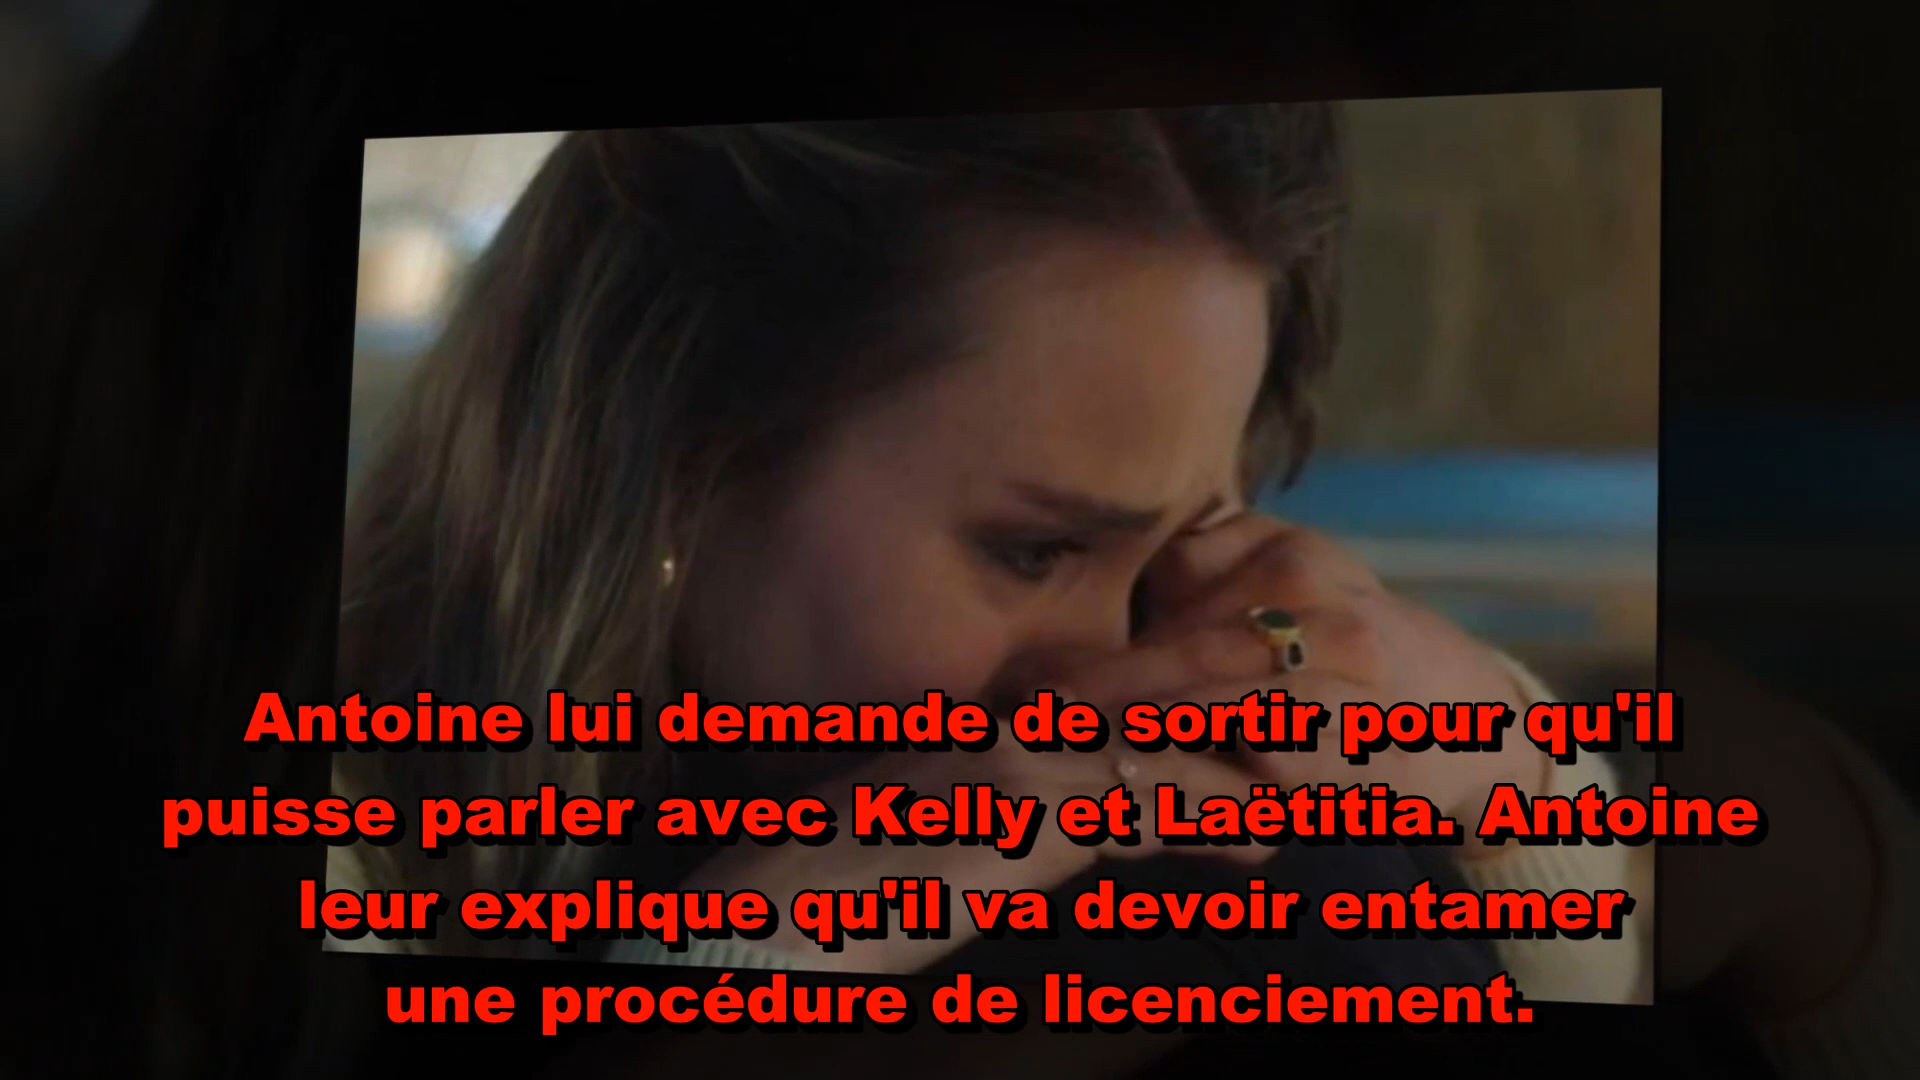 Antoine lui demande de sortir pour qu'il
puisse parler avec Kelly et Laëtitia. Antoine
leur explique qu'il va devoir entamer
une procédure de licenciement.